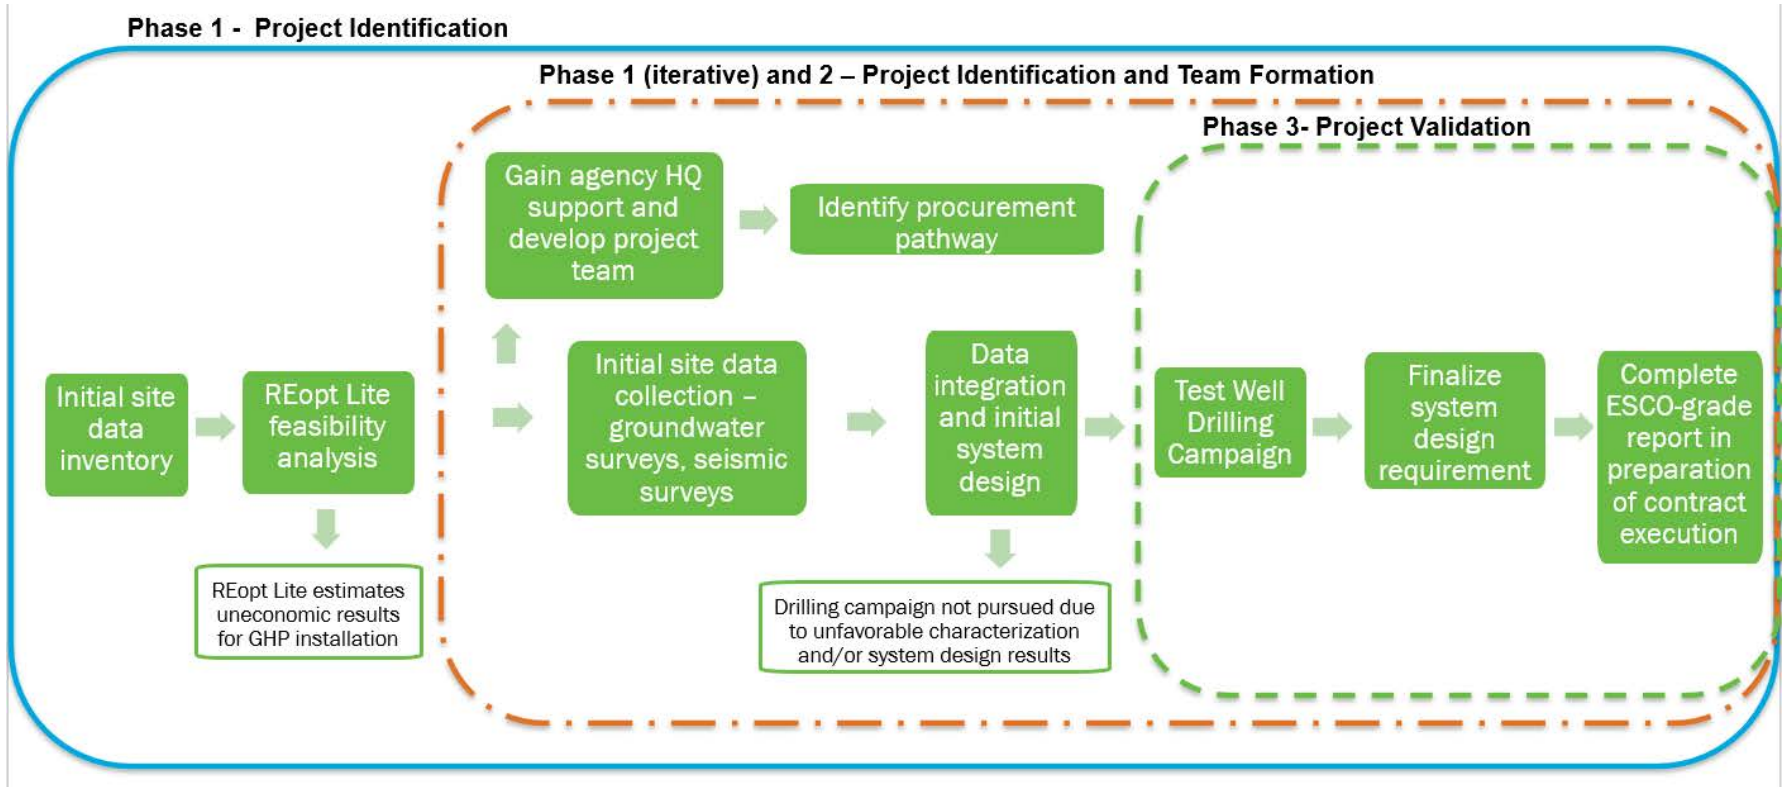 Phase 1 - Project Identification
Phase 1 (iterative) and 2 – Project Identification and Team Formation
Phase 3- Project Validation
Gain agency HQ
support and
develop project
team
Identify procurement
pathway
Initial site
data
inventory
REopt Lite
feasibility
analysis
Initial site data
collection –
groundwater
surveys, seismic
surveys
Data
integration
and initial
system
design
Test Well
Drilling
Campaign
Finalize
system
design
requirement
Complete
ESCO-grade
report in
preparation
of contract
execution
REopt Lite estimates
uneconomic results
for GHP installation
Drilling campaign not pursued due
to unfavorable characterization
and/or system design results